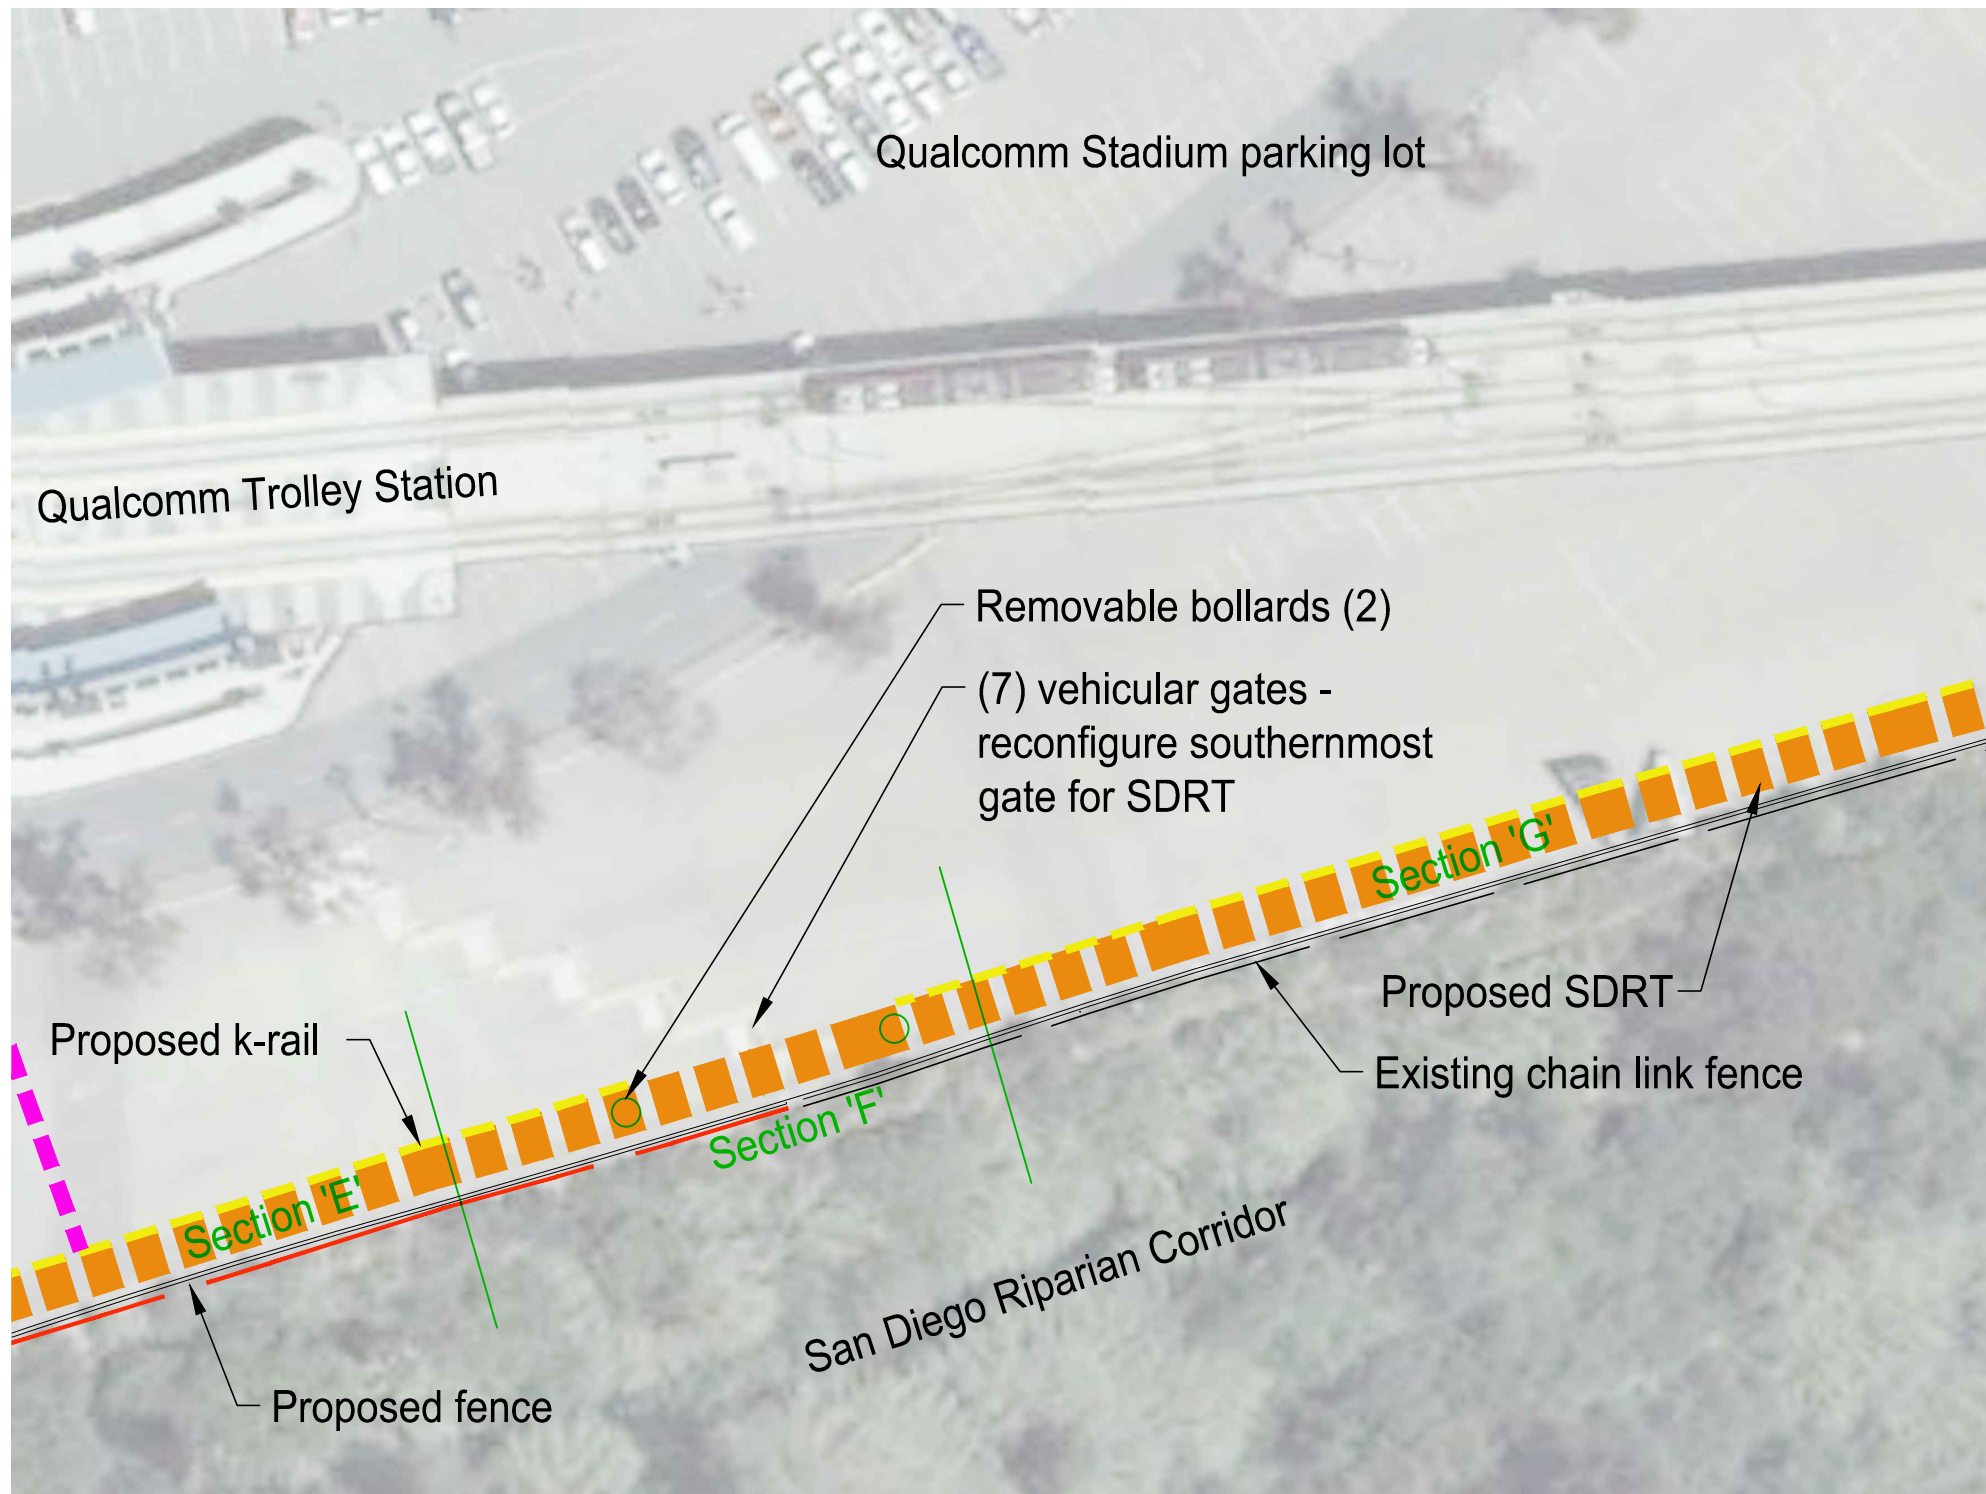 Qualcomm Stadium parking lot
Qualcomm Trolley Station
Removable bollards (2)
(7) vehicular gates -
reconfigure southernmost
gate for SDRT
Section 'G'
Proposed SDRT
Proposed k-rail
Existing chain link fence
Section 'F'
Section 'E'
San Diego Riparian Corridor
Proposed fence